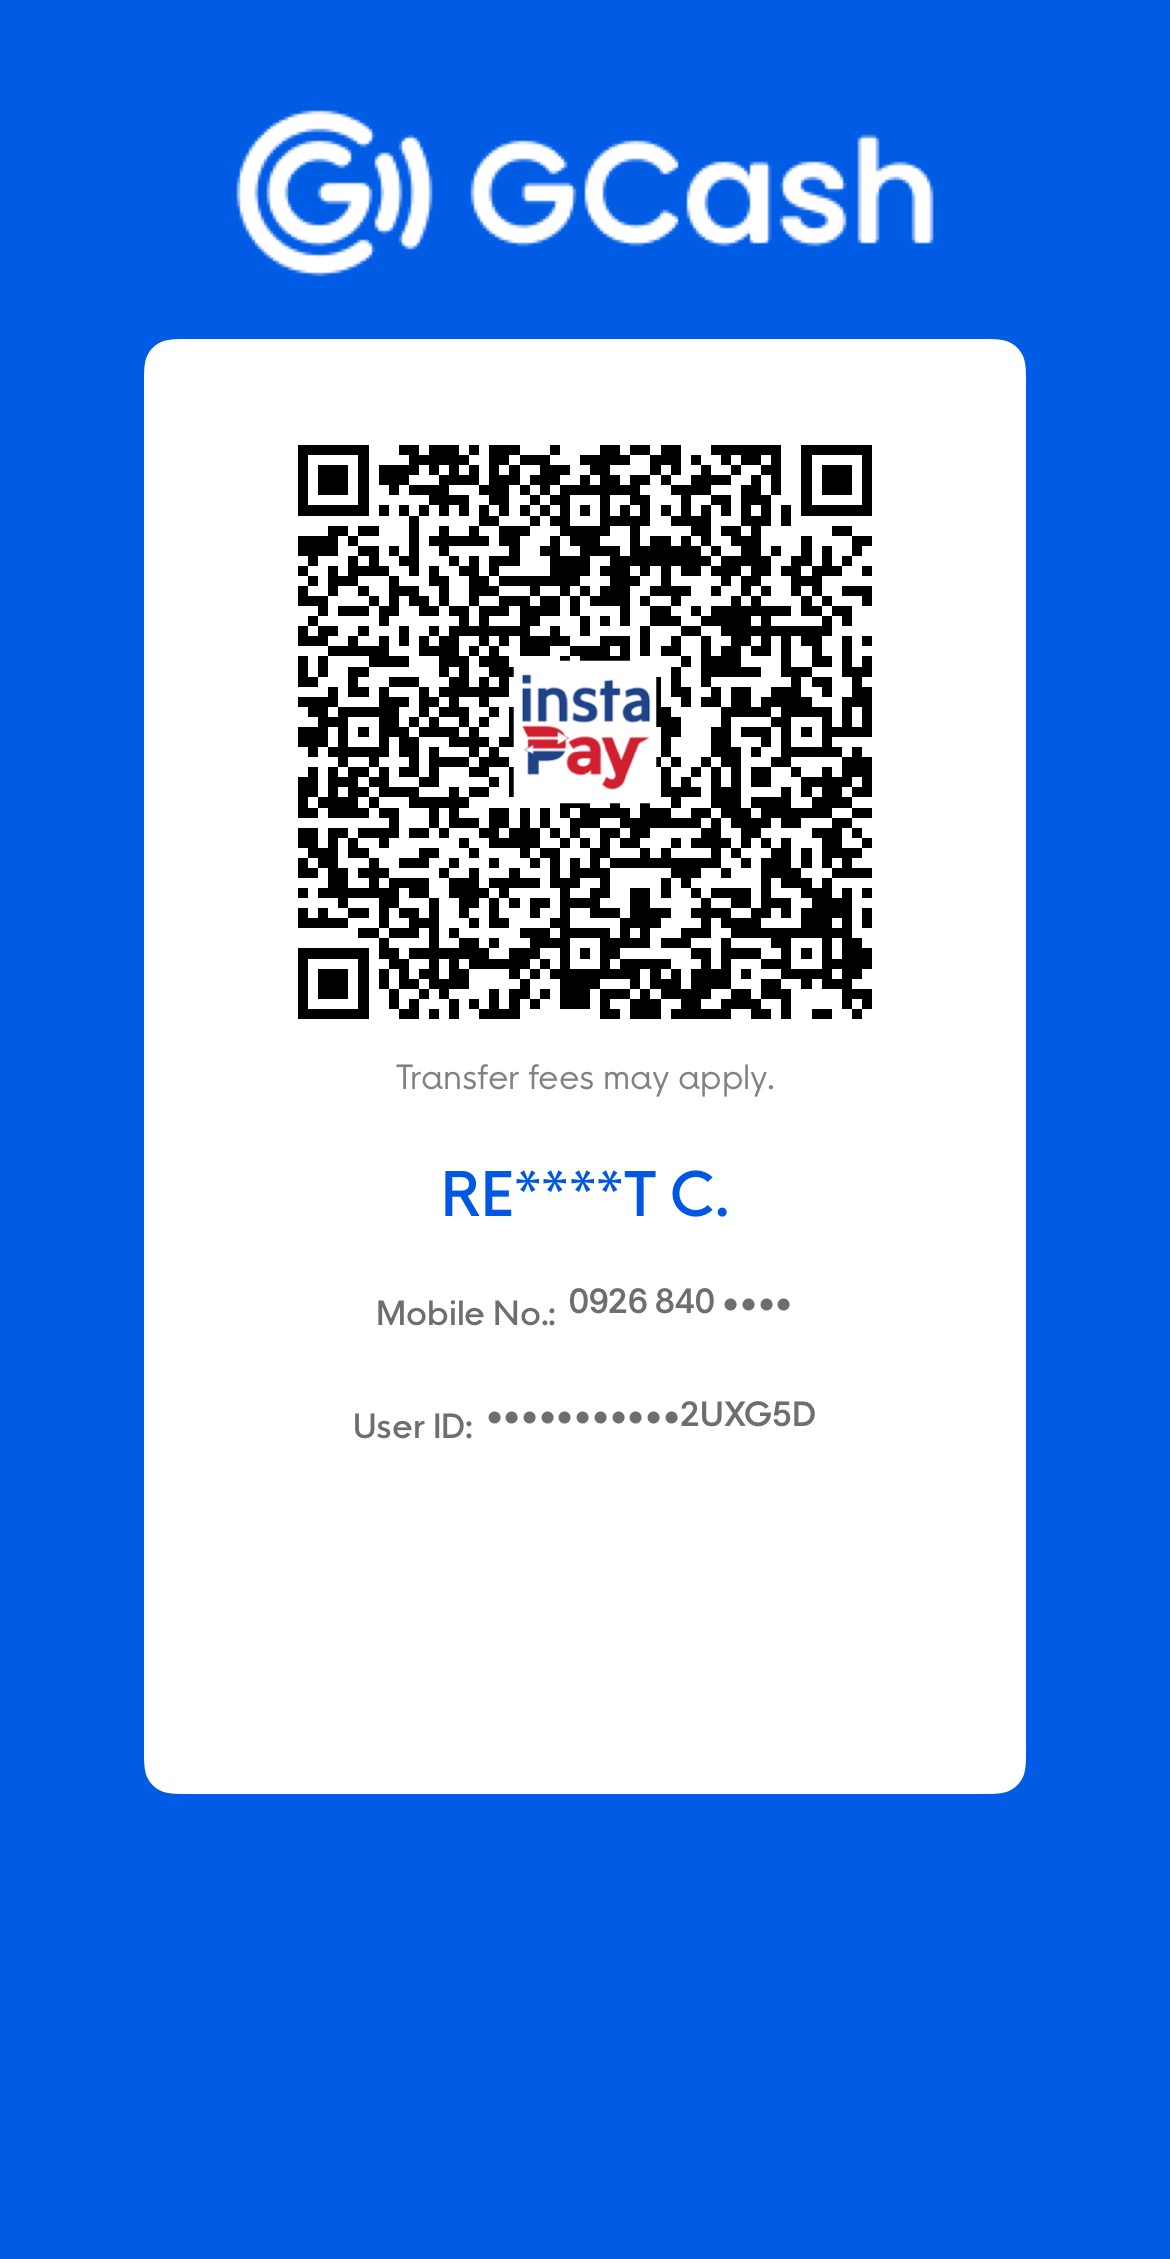 GCash
insta
Pay
Transfer fees may apply.
RE****T C.
Mobile No.: 0926 840 ••••
User ID: •••••••••••2UXG5D